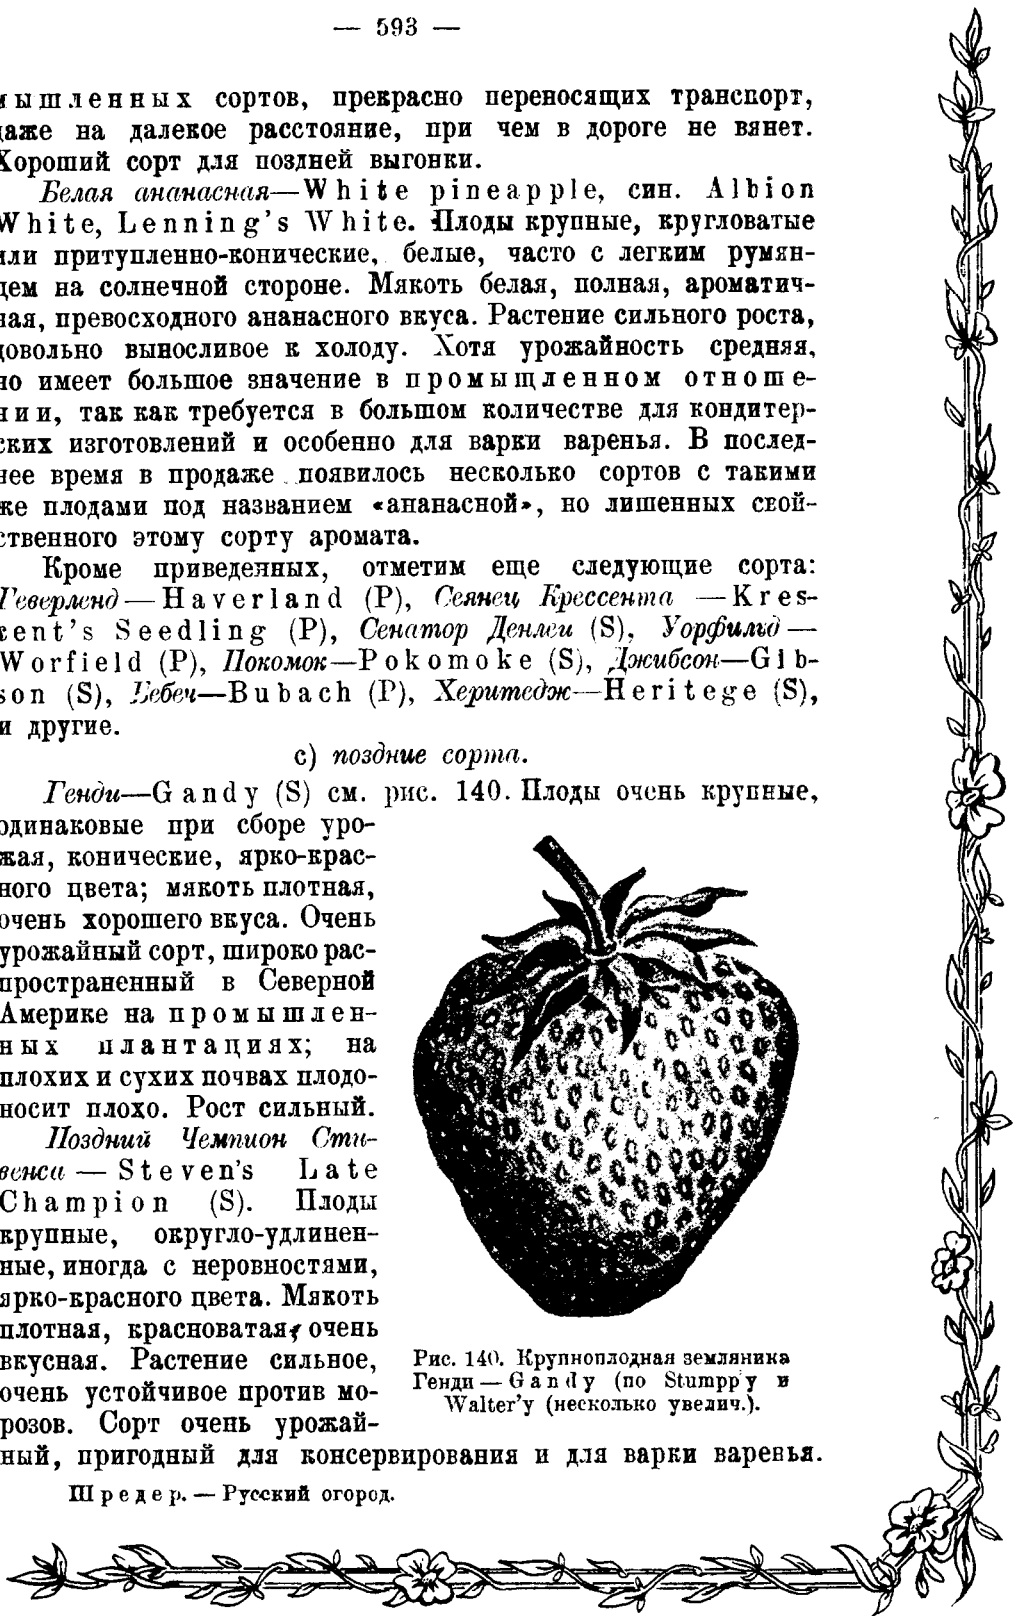 — 593 —
мышленных сортов, прекрасно переносящих транспорт,
даже на далекое расстояние, при чем в дороге не вянет.
Хороший сорт для поздней выгонки.
Белая ананасная—White pineapple, син. Albion
White, Lenning’s White. Плоды крупные, кругловатые
или притупленно-конические, белые, часто с легким румян-
цем на солнечной стороне. Мякоть белая, полная, ароматич-
ная, превосходного ананасного вкуса. Растение сильного роста,
довольно выносливое к холоду. Хотя урожайность средняя,
но имеет большое значение в промыщленном отноше-
нии, так как требуется в большом количестве для кондитер-
ских изготовлений и особенно для варки варенья. В послед-
нее время в продаже появилось несколько сортов с такими
же плодами под названием «ананасной», но лишенных свой-
ственного этому сорту аромата.
Кроме приведенных, отметим еще следующие сорта:
Геверленд — Haverland (P), Сеянец Крессента — Kres-
cent’s Seedling (P), Сенатор Денлеи (S), Уорфильд —
Worfield (P), Покомок—Pokomoke (S), Джибсон—Gib-
son (S), Бебеч—Bubach (P), Херитедж—Heritege (S),
и другие.
c) поздние сорта.
Генди—Gandy (S) см. рис. 140. Плоды очень крупные,
одинаковые при сборе уро-
жая, конические, ярко-крас-
ного цвета; мякоть плотная,
очень хорошего вкуса. Очень
урожайный сорт, широко рас-
пространенный в Северной
Америке на промышлен-
ных плантациях; на
плохих и сухих почвах плодо-
носит плохо. Рост сильный.
Поздний Чемпион Сти-
венса — Steven’s Late
Champion (S). Плоды
крупные, округло-удлинен-
ные, иногда с неровностями,
ярко-красного цвета. Мякоть
плотная, красноватая, очень
вкусная. Растение сильное,
очень устойчивое против мо-
розов. Сорт очень урожай-
ный, пригодный для консервирования и для варки варенья.
Рис. 140. Крупноплодная земляника
Генди — Gandy (по Stumpp’у и
Walter’у (несколько увелич.).
Шредер. — Русский огород.